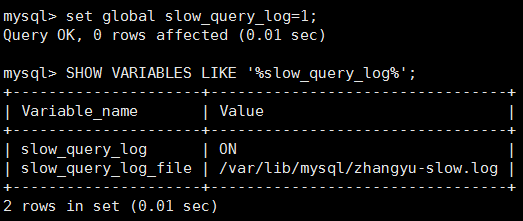 mysql> set global slow_query_log=1;
Query OK, 0 rows affected (0.01 sec)
mysql> SHOW VARIABLES LIKE '%slow_query_log%';
+---------------------+--------------------------------+
| Variable_name       | Value                          |
+---------------------+--------------------------------+
| slow_query_log      | ON                             |
| slow_query_log_file | /var/lib/mysql/zhangyu-slow.log |
+---------------------+--------------------------------+
2 rows in set (0.01 sec)